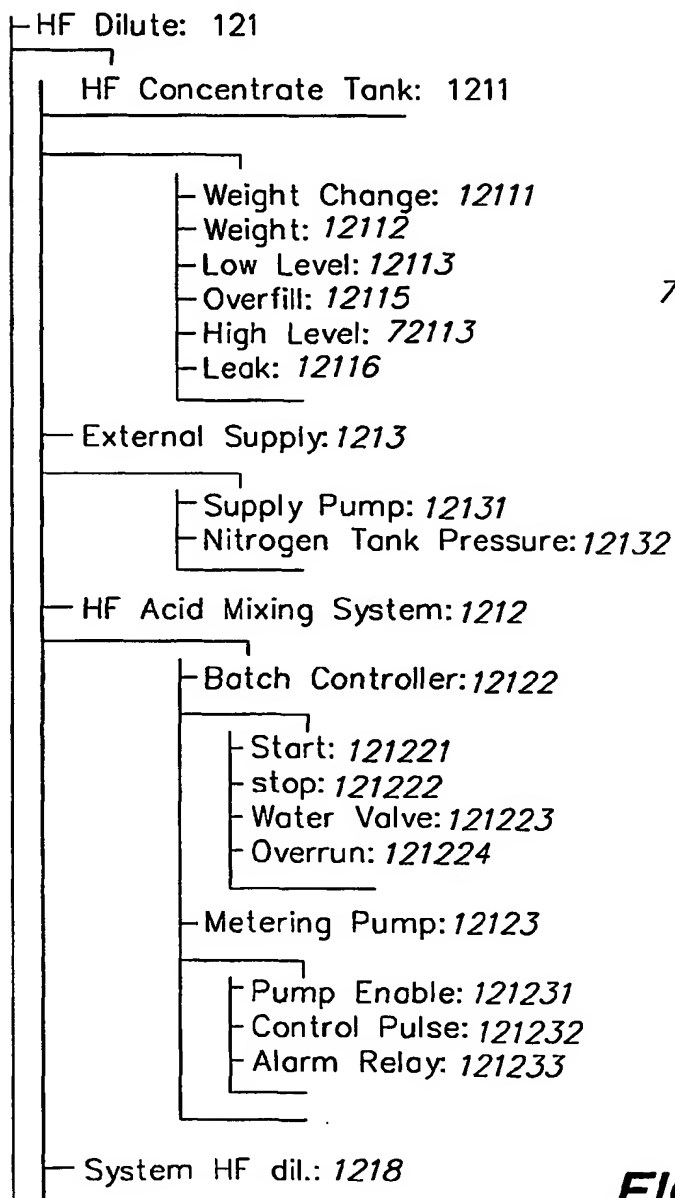 HF Dilute: 121
HF Concentrate Tank: 1211
Weight Change: 12111
Weight: 12112
Low Level: 12113
Overfill: 12115
7
High Level: 72113
Leak: 12116
External Supply: 1213
Supply Pump: 12131
Nitrogen Tank Pressure: 12132
HF Acid Mixing System: 1212
Batch Controller: 12122
Start: 121221
stop: 121222
Water Valve: 121223
Overrun: 121224
Metering Pump: 12123
Pump Enable: 121231
Control Pulse: 121232
Alarm Relay: 121233
System HF dil.: 1218